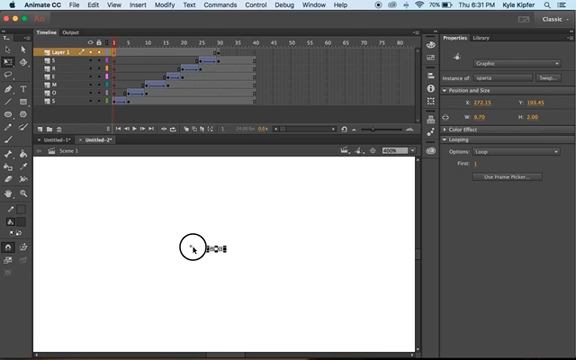 Animate CC File Edit View Insert Modify Text Commands Control Debug Window Help 70% Thu 6:31 PM Kyle Kipfer
An Classic
Timeline Output
1 5 10 15 20 25 30 35 40 45 50 55 60 65 70 75 80
Layer 1
S
R
E
M
O
S
Untitled-1* Untitled-2*
Scene 1 400%
Properties Library
Graphic
Instance of: sparta Swap...
Position and Size
X: 272.15 Y: 193.45
W: 9.70 H: 2.00
Color Effect
Looping
Options: Loop
First: 1
Use Frame Picker...